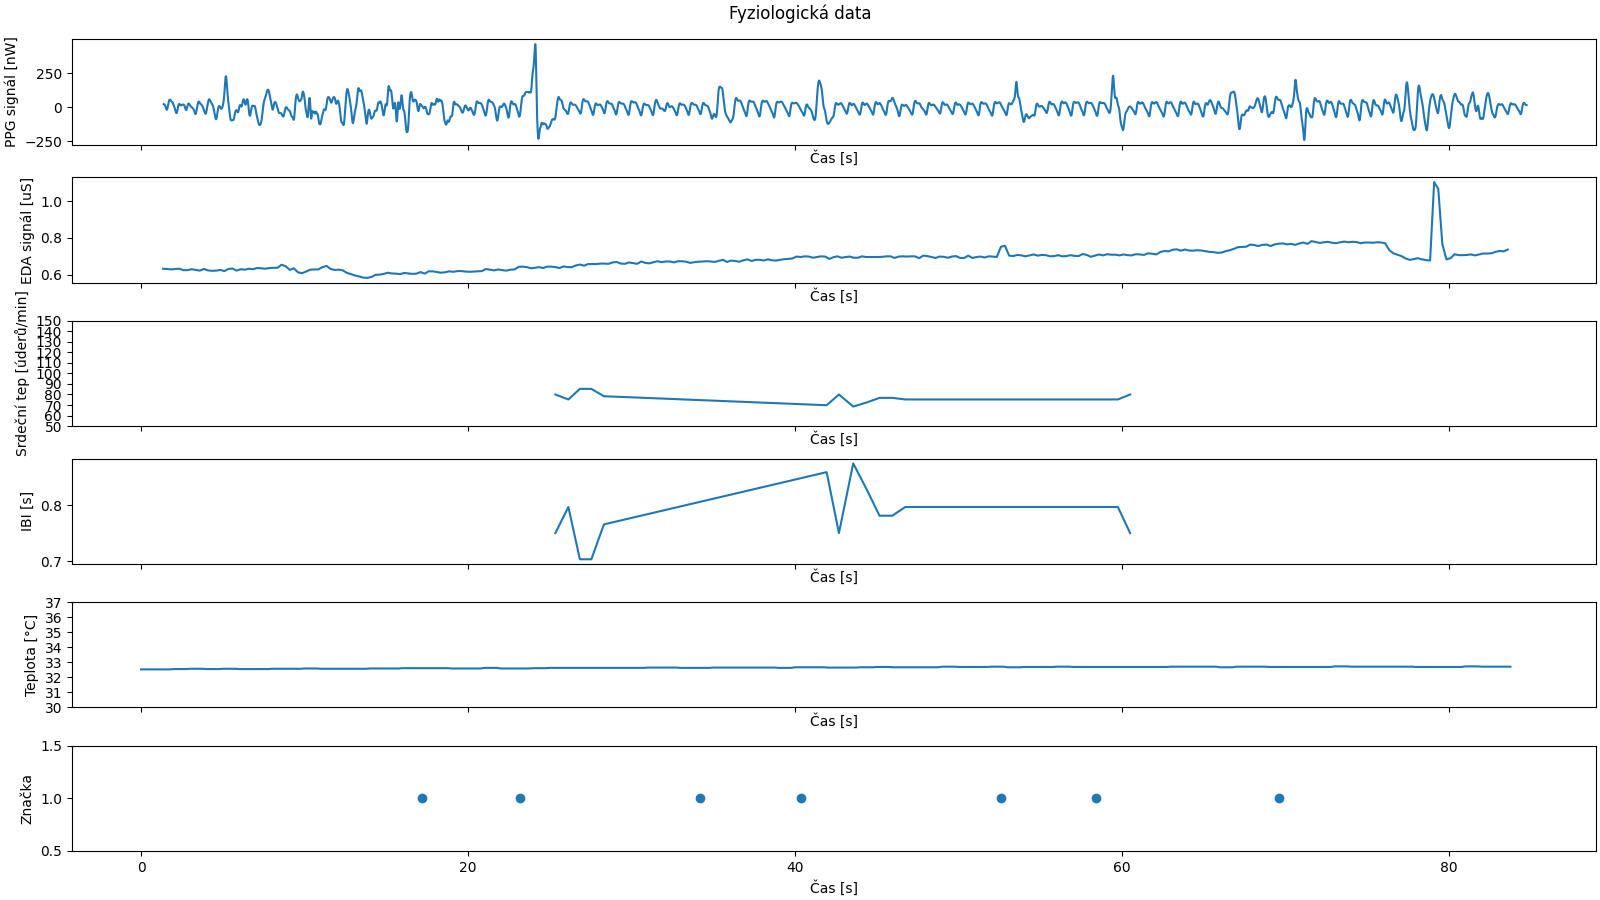 Fyziologická data
PPG signál [nW]
250
0
−250
Čas [s]
EDA signál [uS]
1.0
0.8
0.6
Čas [s]
Srdeční tep [úderů/min]
150
140
130
120
110
100
90
80
70
60
50
Čas [s]
IBI [s]
0.8
0.7
Čas [s]
Teplota [°C]
37
36
35
34
33
32
31
30
Čas [s]
Značka
1.5
1.0
0.5
0 20 40 60 80
Čas [s]